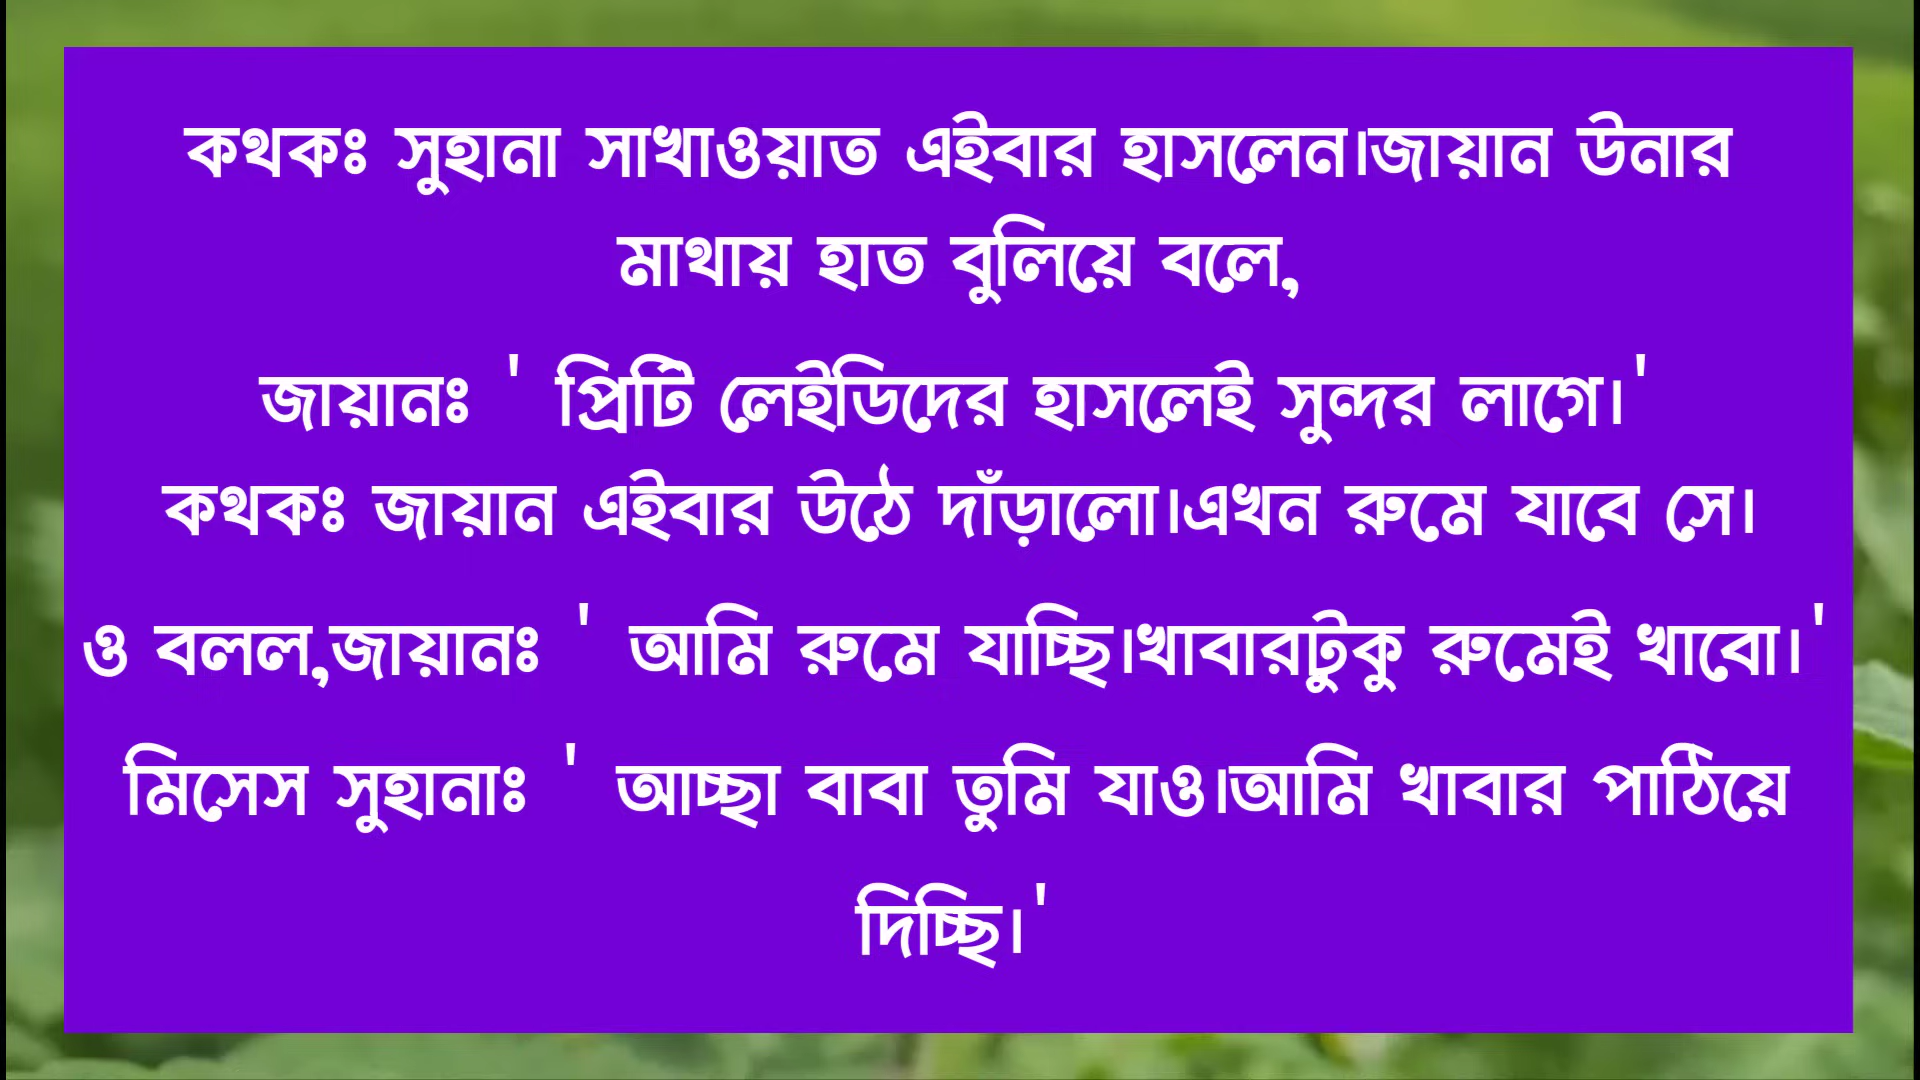 কথকঃ সুহানা সাখাওয়াত এইবার হাসলেন।জায়ান উনার
মাথায় হাত বুলিয়ে বলে,
জায়ানঃ ' প্রিটি লেইডিদের হাসলেই সুন্দর লাগে।'
কথকঃ জায়ান এইবার উঠে দাঁড়ালো।এখন রুমে যাবে সে।
ও বলল,জায়ানঃ ' আমি রুমে যাচ্ছি।খাবারটুকু রুমেই খাবো।'
মিসেস সুহানাঃ ' আচ্ছা বাবা তুমি যাও।আমি খাবার পাঠিয়ে
দিচ্ছি।'